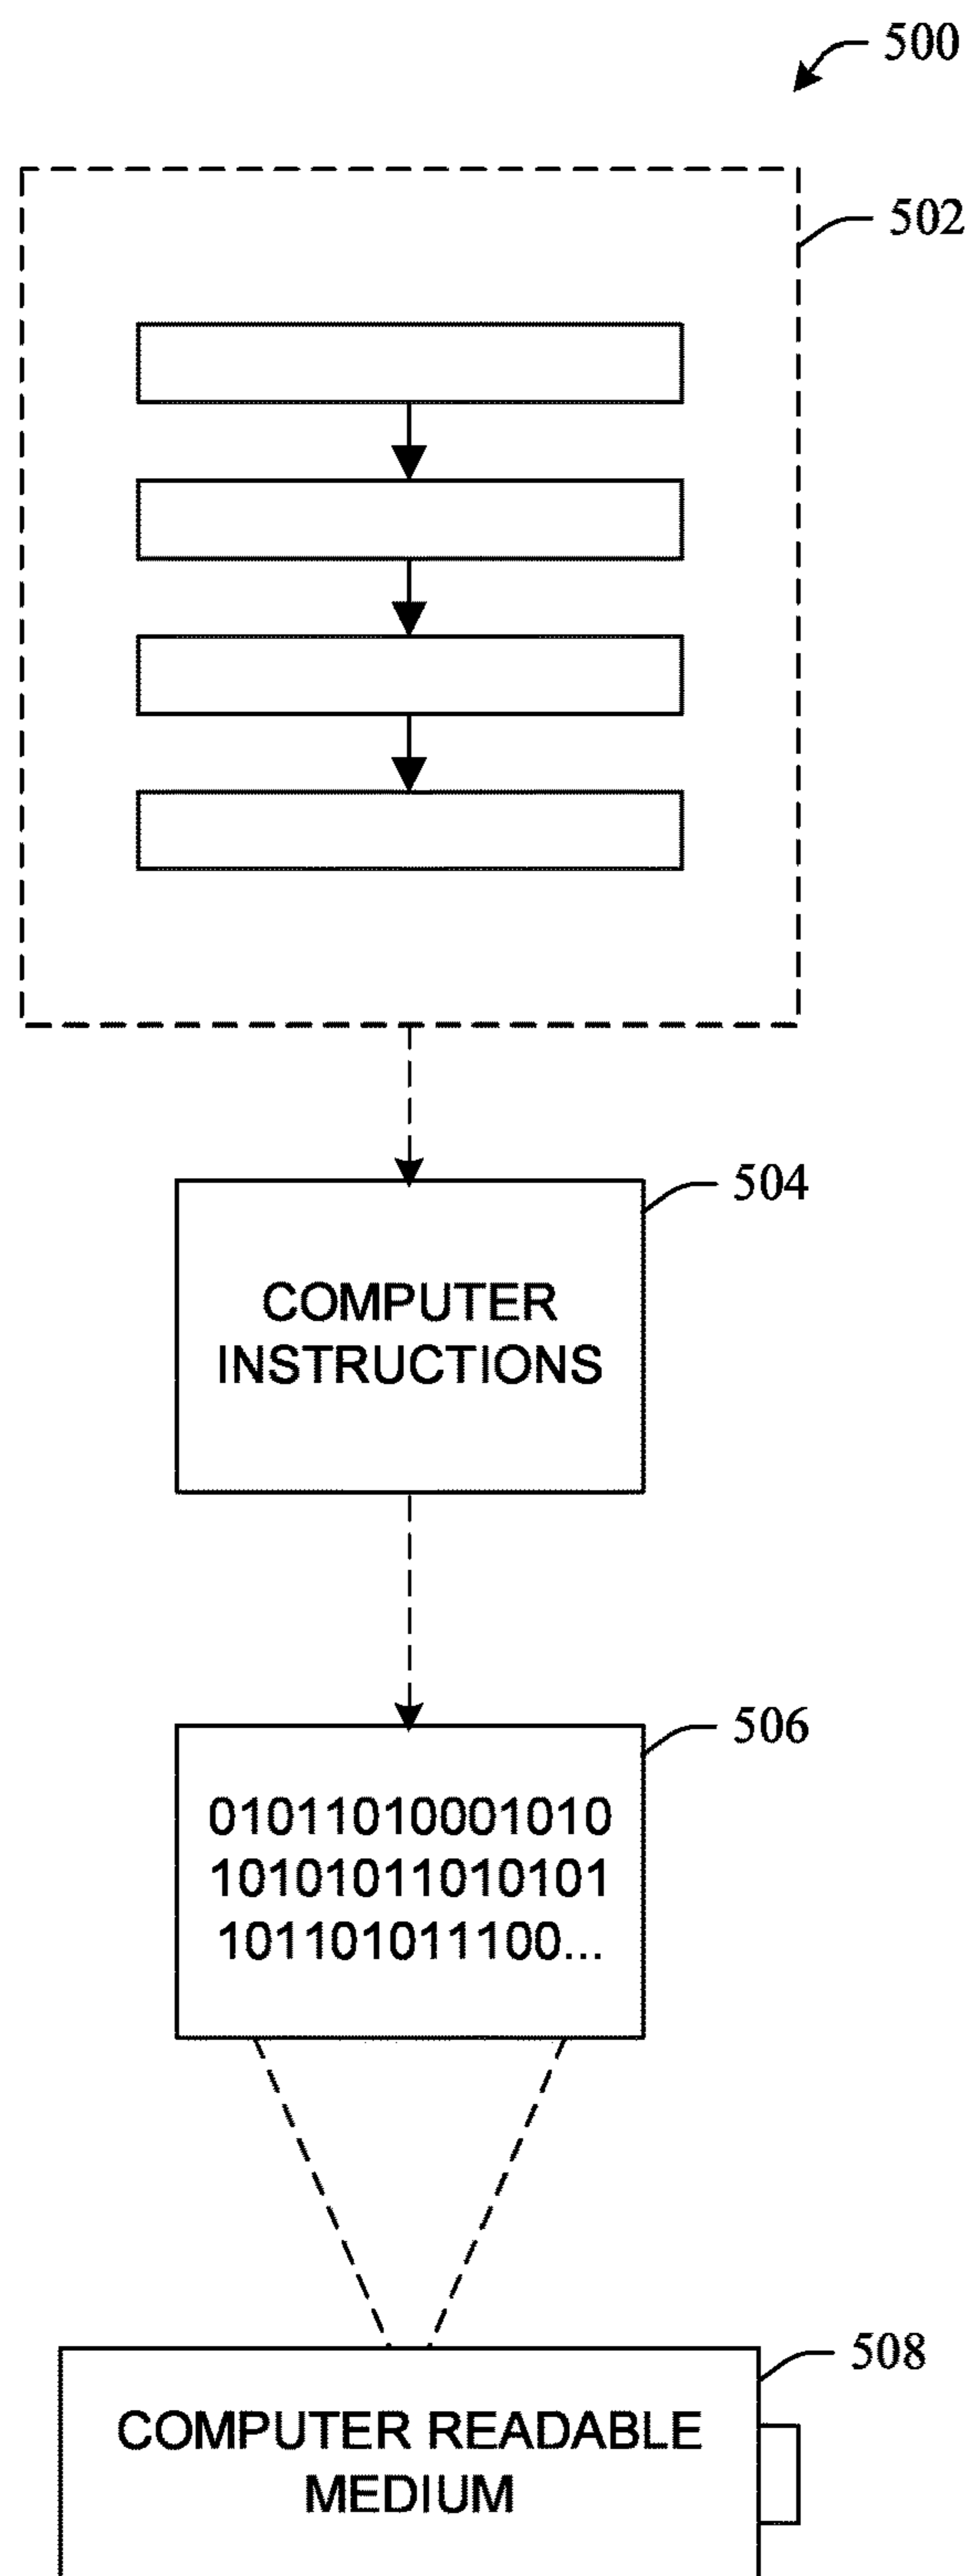 500
502
504
COMPUTER
INSTRUCTIONS
506
01011010001010
10101011010101
101101011100...
508
COMPUTER READABLE
MEDIUM